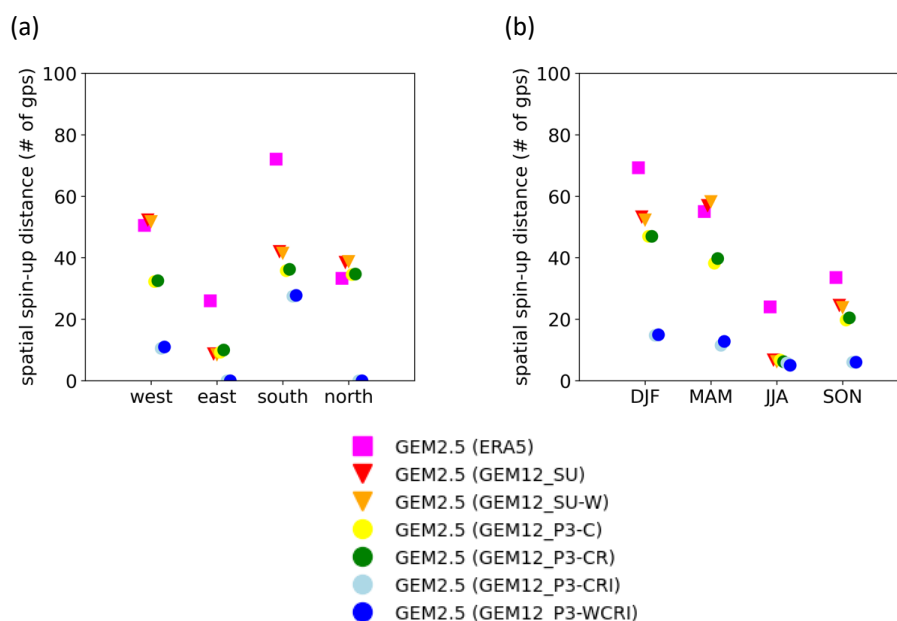 (a)
(b)
spatial spin-up distance (# of gps)
100
80
60
40
20
0
west east south north
spatial spin-up distance (# of gps)
100
80
60
40
20
0
DJF MAM JJA SON
GEM2.5 (ERA5)
GEM2.5 (GEM12_SU)
GEM2.5 (GEM12_SU-W)
GEM2.5 (GEM12_P3-C)
GEM2.5 (GEM12_P3-CR)
GEM2.5 (GEM12_P3-CRI)
GEM2.5 (GEM12_P3-WCRI)